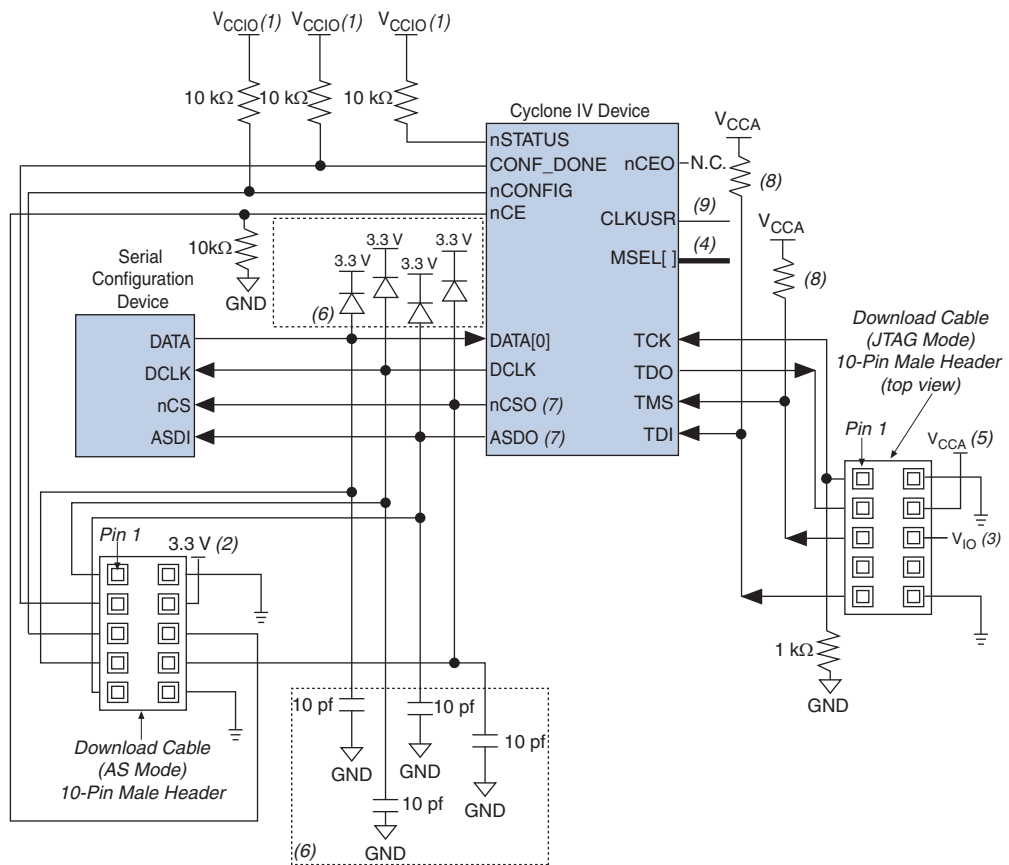 VCCIO (1) VCCIO (1) VCCIO (1)
10 kΩ 10 kΩ 10 kΩ
Cyclone IV Device
nSTATUS
CONF_DONE
nCONFIG
nCE
nCEO N.C.
CLKUSR (9)
MSEL[ ] (4)
VCCA
(8)
VCCA
(8)
10kΩ
GND
3.3 V 3.3 V 3.3 V 3.3 V
(6)
Serial
Configuration
Device
DATA
DCLK
nCS
ASDI
DATA[0]
DCLK
nCSO (7)
ASDO (7)
TCK
TDO
TMS
TDI
Download Cable
(JTAG Mode)
10-Pin Male Header
(top view)
Pin 1
VCCA (5)
VIO (3)
1 kΩ
GND
Pin 1
3.3 V (2)
Download Cable
(AS Mode)
10-Pin Male Header
10 pf
GND
10 pf
GND
10 pf
GND
10 pf
GND
(6)